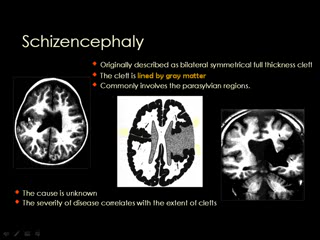 Schizencephaly
Originally described as bilateral symmetrical full thickness cleft
The cleft is lined by gray matter
Commonly involves the parasylvian regions.
The cause is unknown
The severity of disease correlates with the extent of clefts